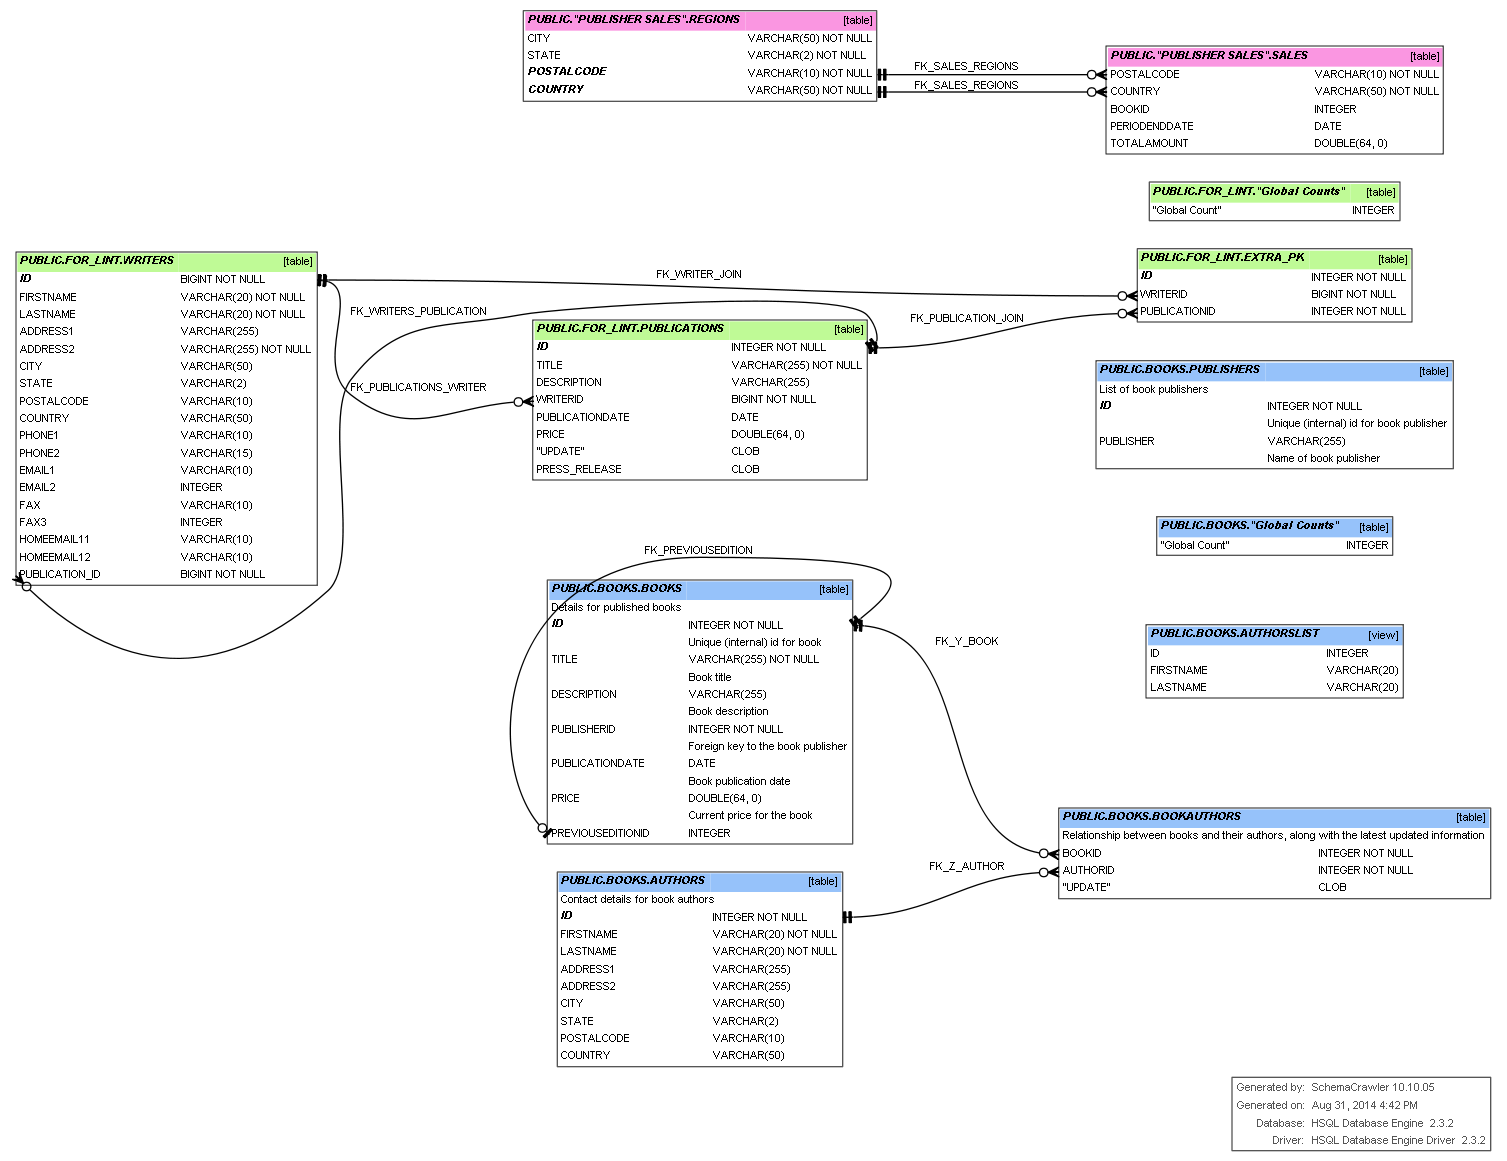 PUBLIC."PUBLISHER SALES".REGIONS [table]
CITY VARCHAR(50) NOT NULL
STATE VARCHAR(2) NOT NULL
POSTALCODE VARCHAR(10) NOT NULL
COUNTRY VARCHAR(50) NOT NULL
FK_SALES_REGIONS
FK_SALES_REGIONS
PUBLIC."PUBLISHER SALES".SALES [table]
POSTALCODE VARCHAR(10) NOT NULL
COUNTRY VARCHAR(50) NOT NULL
BOOKID INTEGER
PERIODENDDATE DATE
TOTALAMOUNT DOUBLE(64, 0)
PUBLIC.FOR_LINT."Global Counts" [table]
"Global Count" INTEGER
PUBLIC.FOR_LINT.WRITERS [table]
ID BIGINT NOT NULL
FIRSTNAME VARCHAR(20) NOT NULL
LASTNAME VARCHAR(20) NOT NULL
ADDRESS1 VARCHAR(255)
ADDRESS2 VARCHAR(255) NOT NULL
CITY VARCHAR(50)
STATE VARCHAR(2)
POSTALCODE VARCHAR(10)
COUNTRY VARCHAR(50)
PHONE1 VARCHAR(10)
PHONE2 VARCHAR(15)
EMAIL1 VARCHAR(10)
EMAIL2 INTEGER
FAX VARCHAR(10)
FAX3 INTEGER
HOMEEMAIL11 VARCHAR(10)
HOMEEMAIL12 VARCHAR(10)
PUBLICATION_ID BIGINT NOT NULL
FK_WRITER_JOIN
FK_WRITERS_PUBLICATION
FK_PUBLICATION_JOIN
FK_PUBLICATIONS_WRITER
PUBLIC.FOR_LINT.PUBLICATIONS [table]
ID INTEGER NOT NULL
TITLE VARCHAR(255) NOT NULL
DESCRIPTION VARCHAR(255)
WRITERID BIGINT NOT NULL
PUBLICATIONDATE DATE
PRICE DOUBLE(64, 0)
"UPDATE" CLOB
PRESS_RELEASE CLOB
PUBLIC.FOR_LINT.EXTRA_PK [table]
ID INTEGER NOT NULL
WRITERID BIGINT NOT NULL
PUBLICATIONID INTEGER NOT NULL
PUBLIC.BOOKS.PUBLISHERS [table]
List of book publishers
ID INTEGER NOT NULL
Unique (internal) id for book publisher
PUBLISHER VARCHAR(255)
Name of book publisher
PUBLIC.BOOKS."Global Counts" [table]
"Global Count" INTEGER
FK_PREVIOUSEDITION
PUBLIC.BOOKS.BOOKS [table]
Details for published books
ID INTEGER NOT NULL
Unique (internal) id for book
TITLE VARCHAR(255) NOT NULL
Book title
DESCRIPTION VARCHAR(255)
Book description
PUBLISHERID INTEGER NOT NULL
Foreign key to the book publisher
PUBLICATIONDATE DATE
Book publication date
PRICE DOUBLE(64, 0)
Current price for the book
PREVIOUSEDITIONID INTEGER
FK_Y_BOOK
PUBLIC.BOOKS.AUTHORSLIST [view]
ID INTEGER
FIRSTNAME VARCHAR(20)
LASTNAME VARCHAR(20)
PUBLIC.BOOKS.BOOKAUTHORS [table]
Relationship between books and their authors, along with the latest updated information
BOOKID INTEGER NOT NULL
AUTHORID INTEGER NOT NULL
"UPDATE" CLOB
FK_Z_AUTHOR
PUBLIC.BOOKS.AUTHORS [table]
Contact details for book authors
ID INTEGER NOT NULL
FIRSTNAME VARCHAR(20) NOT NULL
LASTNAME VARCHAR(20) NOT NULL
ADDRESS1 VARCHAR(255)
ADDRESS2 VARCHAR(255)
CITY VARCHAR(50)
STATE VARCHAR(2)
POSTALCODE VARCHAR(10)
COUNTRY VARCHAR(50)
Generated by: SchemaCrawler 10.10.05
Generated on: Aug 31, 2014 4:42 PM
Database: HSQL Database Engine 2.3.2
Driver: HSQL Database Engine Driver 2.3.2